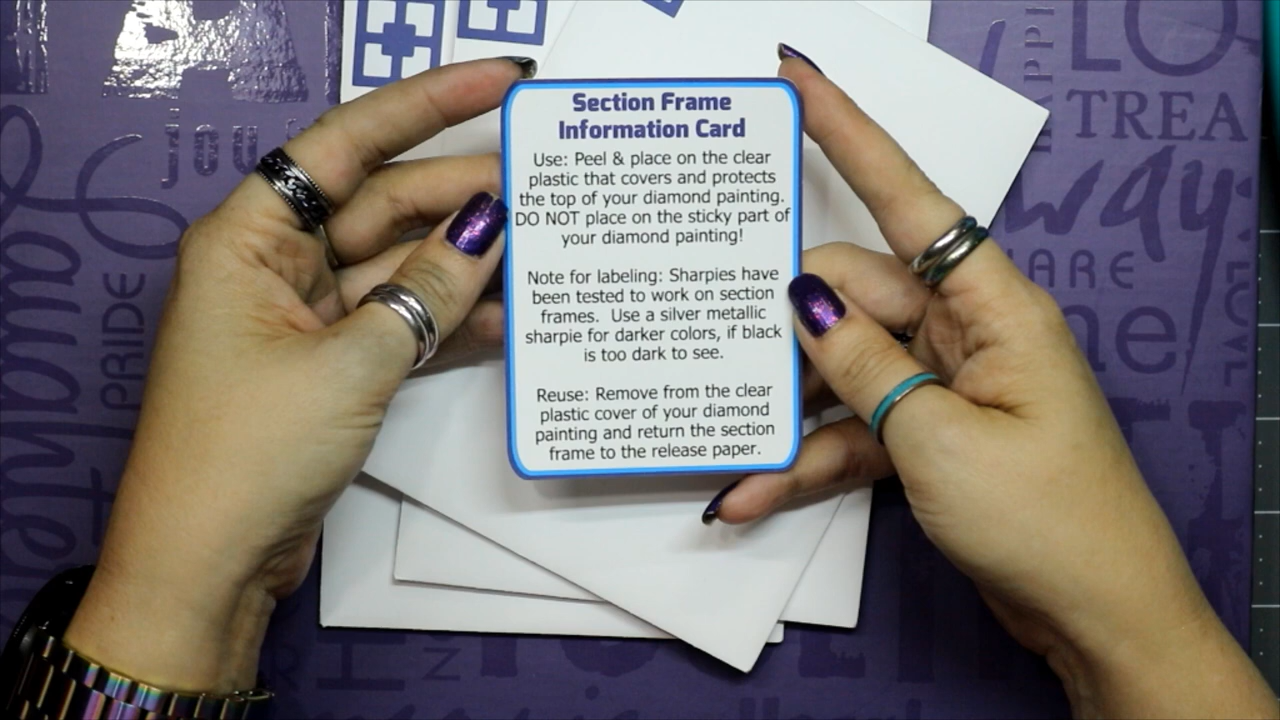 Section Frame
Information Card
Use: Peel & place on the clear
plastic that covers and protects
the top of your diamond painting.
DO NOT place on the sticky part of
your diamond painting!
Note for labeling: Sharpies have
been tested to work on section
frames. Use a silver metallic
sharpie for darker colors, if black
is too dark to see.
Reuse: Remove from the clear
plastic cover of your diamond
painting and return the section
frame to the release paper.
PRIDE
TREA
way